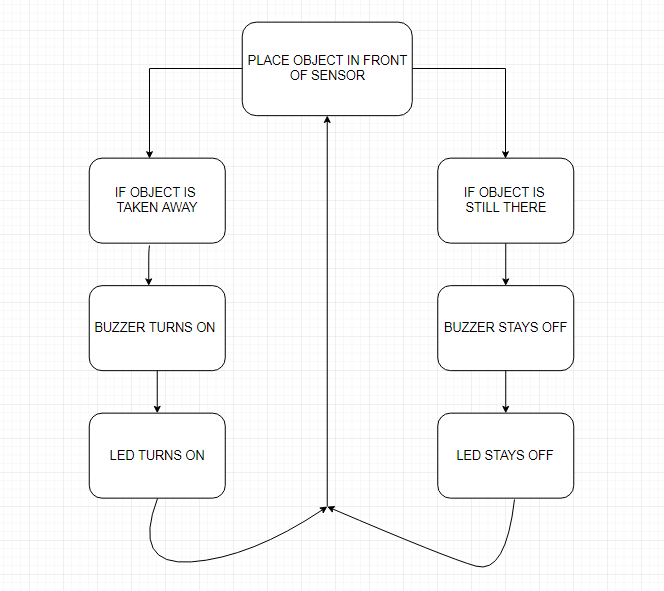 PLACE OBJECT IN FRONT
OF SENSOR
IF OBJECT IS
TAKEN AWAY
BUZZER TURNS ON
LED TURNS ON
IF OBJECT IS
STILL THERE
BUZZER STAYS OFF
LED STAYS OFF